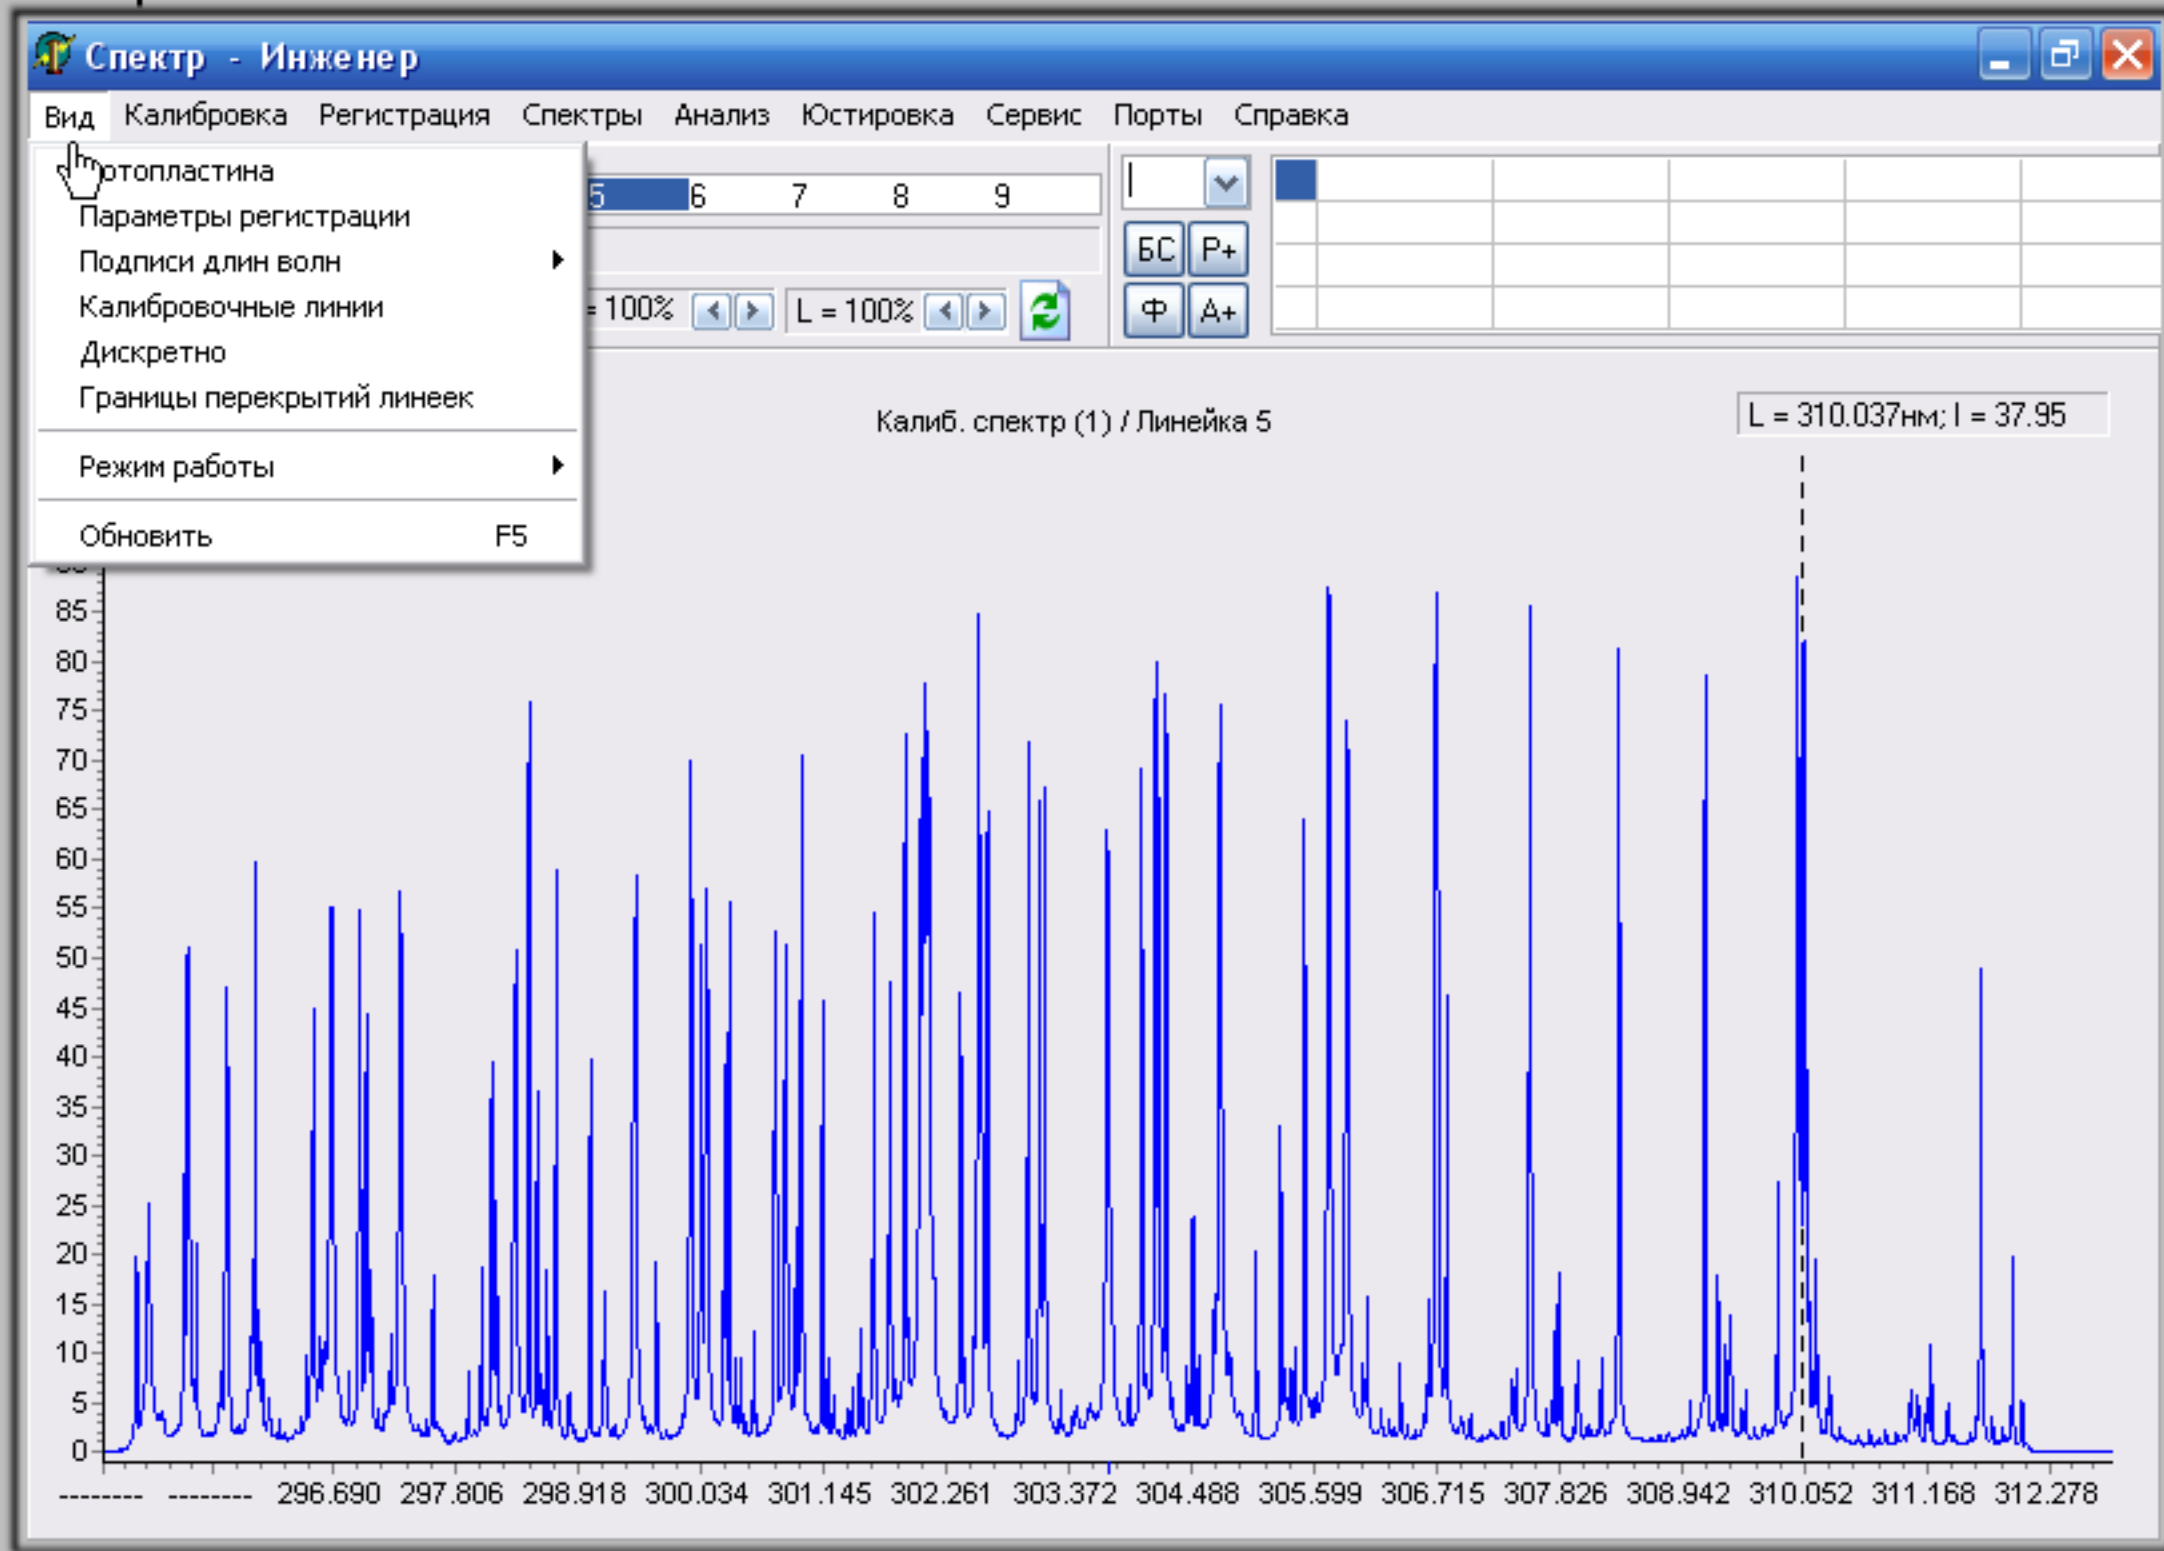 Спектр - Инженер
Вид Калибровка Регистрация Спектры Анализ Юстировка Сервис Порты Справка
отопластина
Параметры регистрации
Подписи длин волн
Калибровочные линии
Дискретно
Границы перекрытий линеек
Режим работы
Обновить F5
5 6 7 8 9
= 100% L = 100%
БС Р+
Ф А+
Калиб. спектр (1) / Линейка 5
L = 310.037нм; I = 37.95
85
80
75
70
65
60
55
50
45
40
35
30
25
20
15
10
5
0
-------- -------- 296.690 297.806 298.918 300.034 301.145 302.261 303.372 304.488 305.599 306.715 307.826 308.942 310.052 311.168 312.278